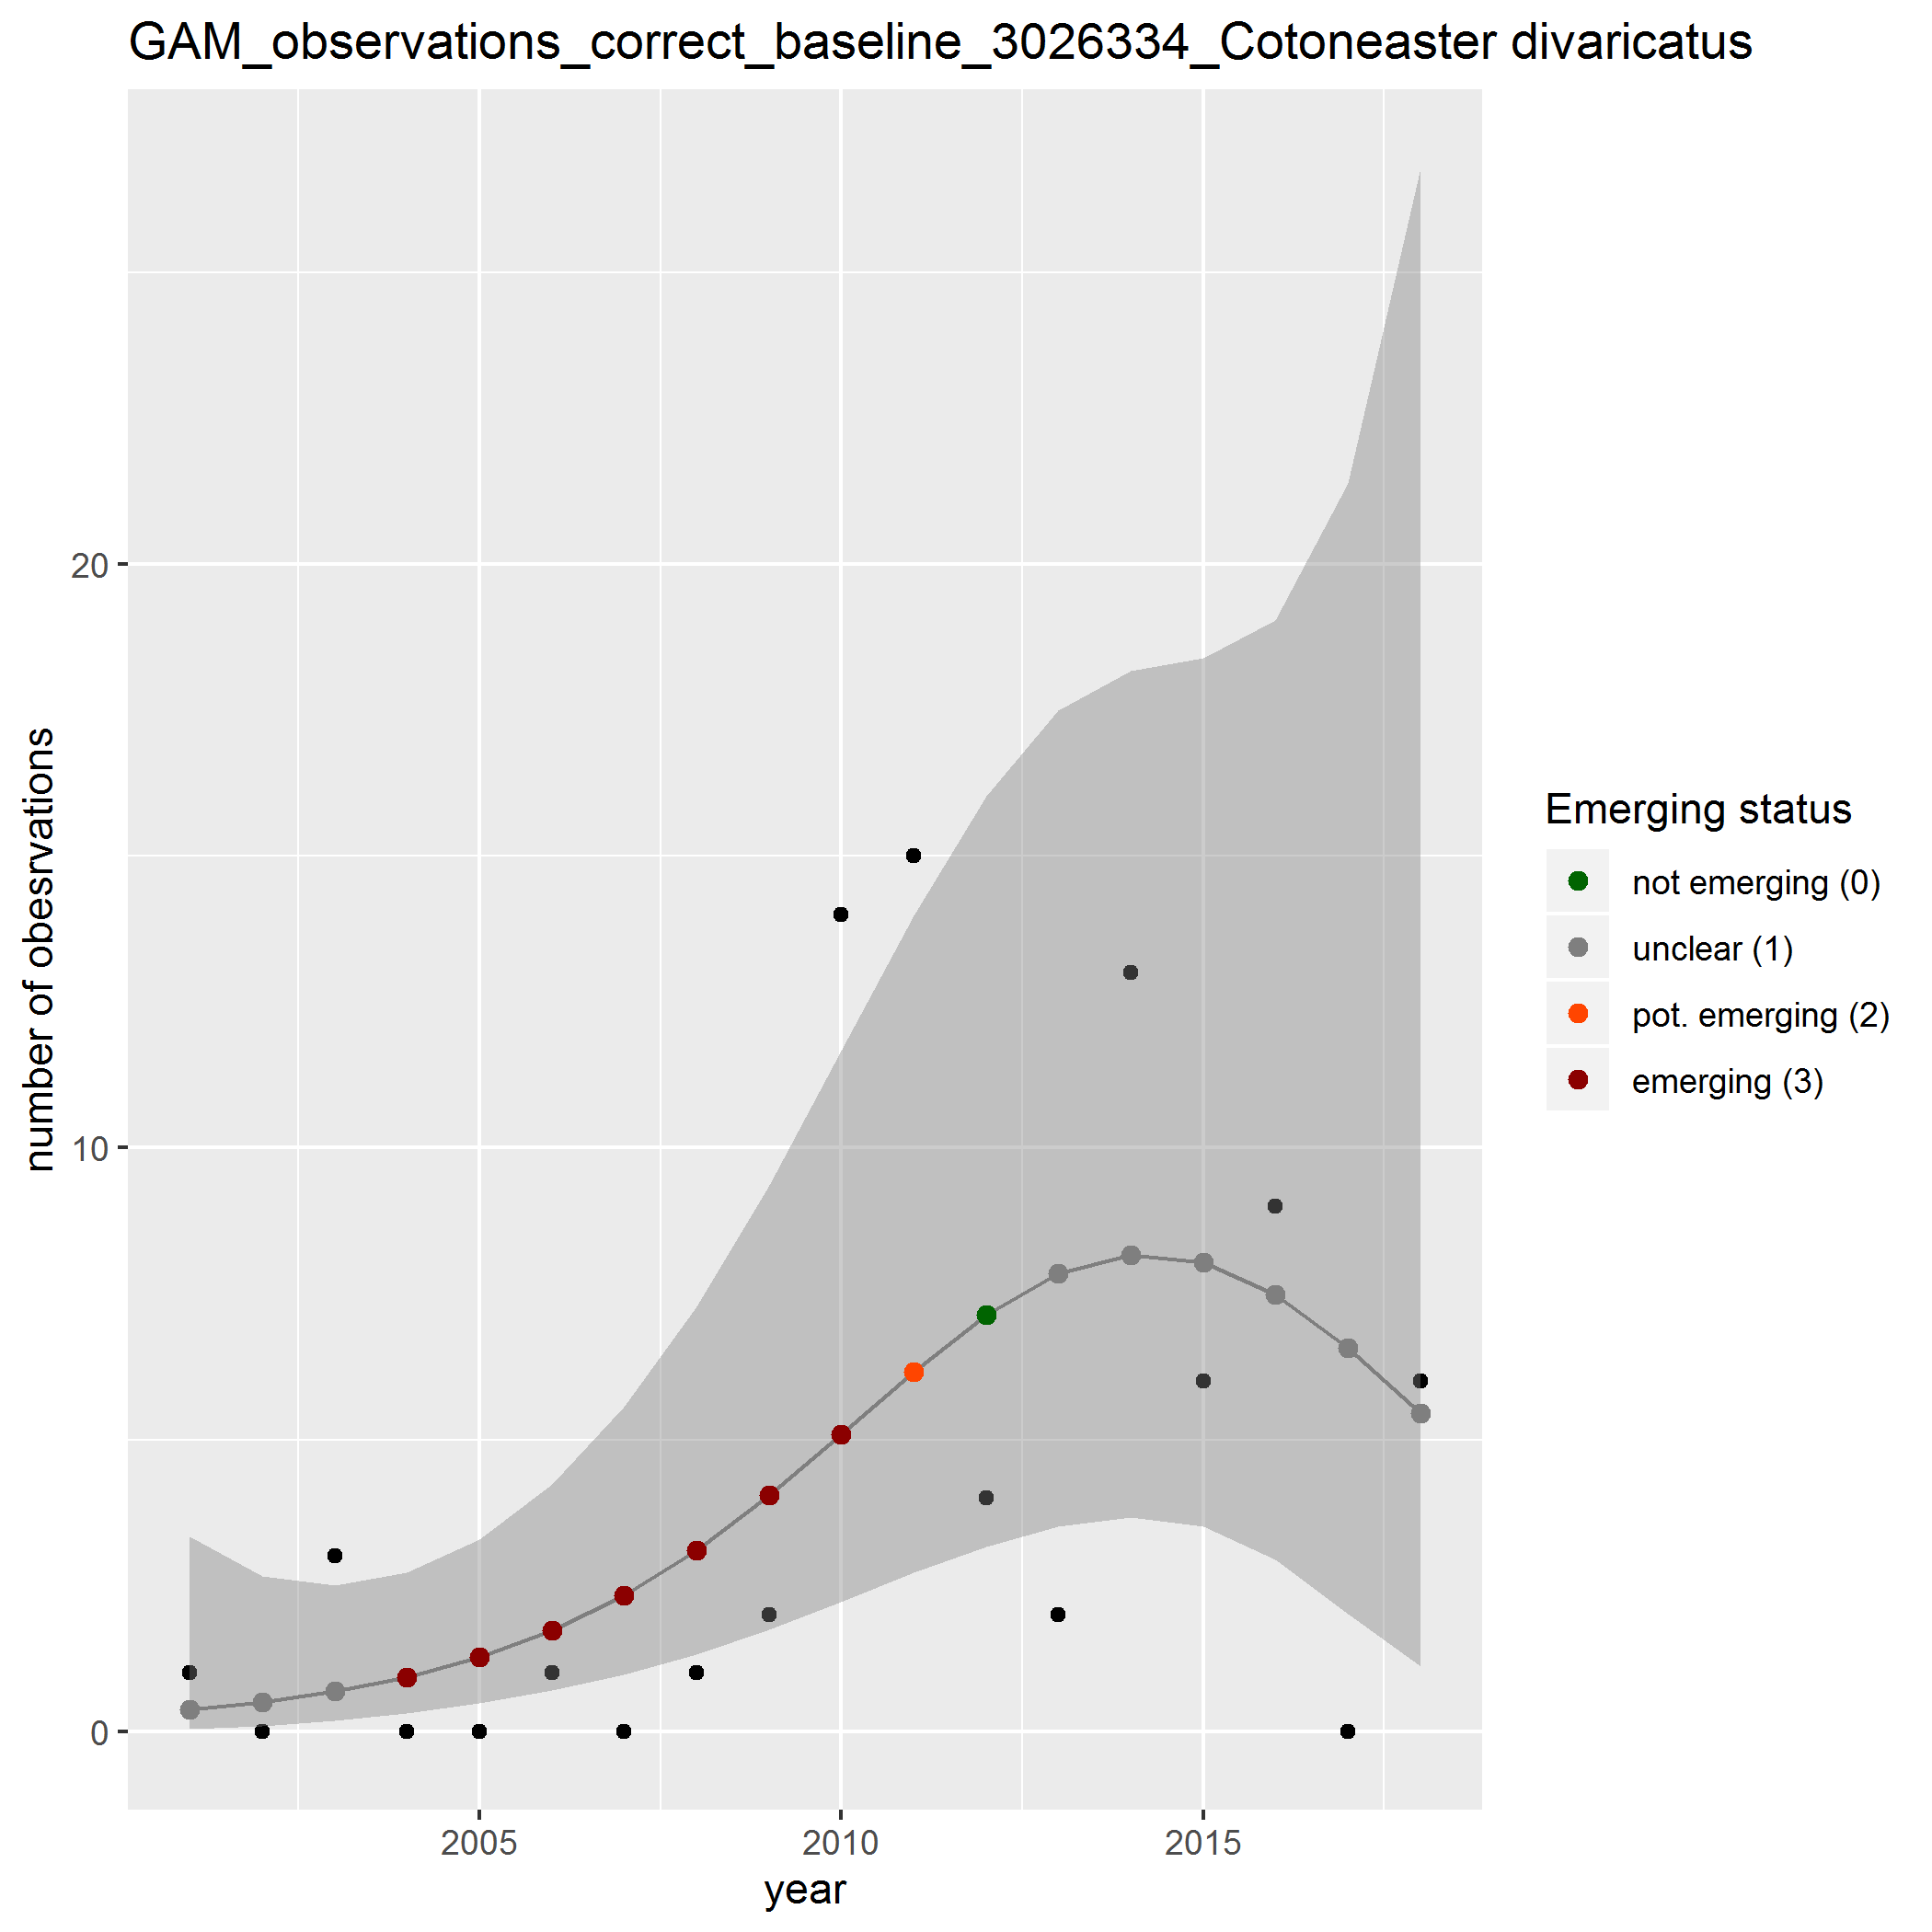 GAM_observations_correct_baseline_3026334_Cotoneaster divaricatus
number of obesrvations
20
10
0
2005
2010
2015
year
Emerging status
not emerging (0)
unclear (1)
pot. emerging (2)
emerging (3)